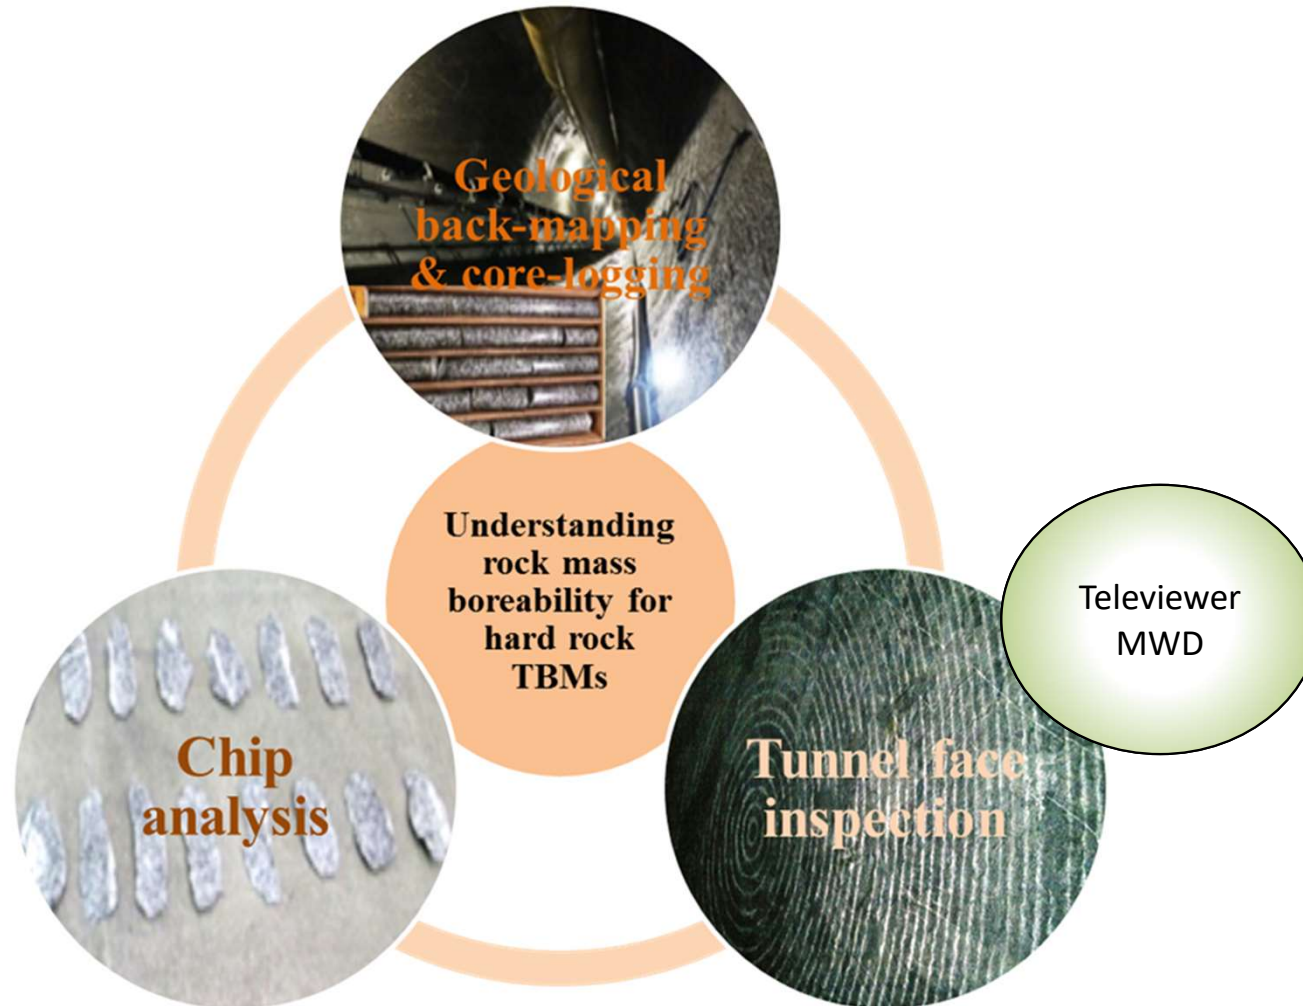 Geological
back-mapping
& core-logging
Understanding
rock mass
boreability for
hard rock
TBMs
Televiewer
MWD
Chip
analysis
Tunnel face
inspection